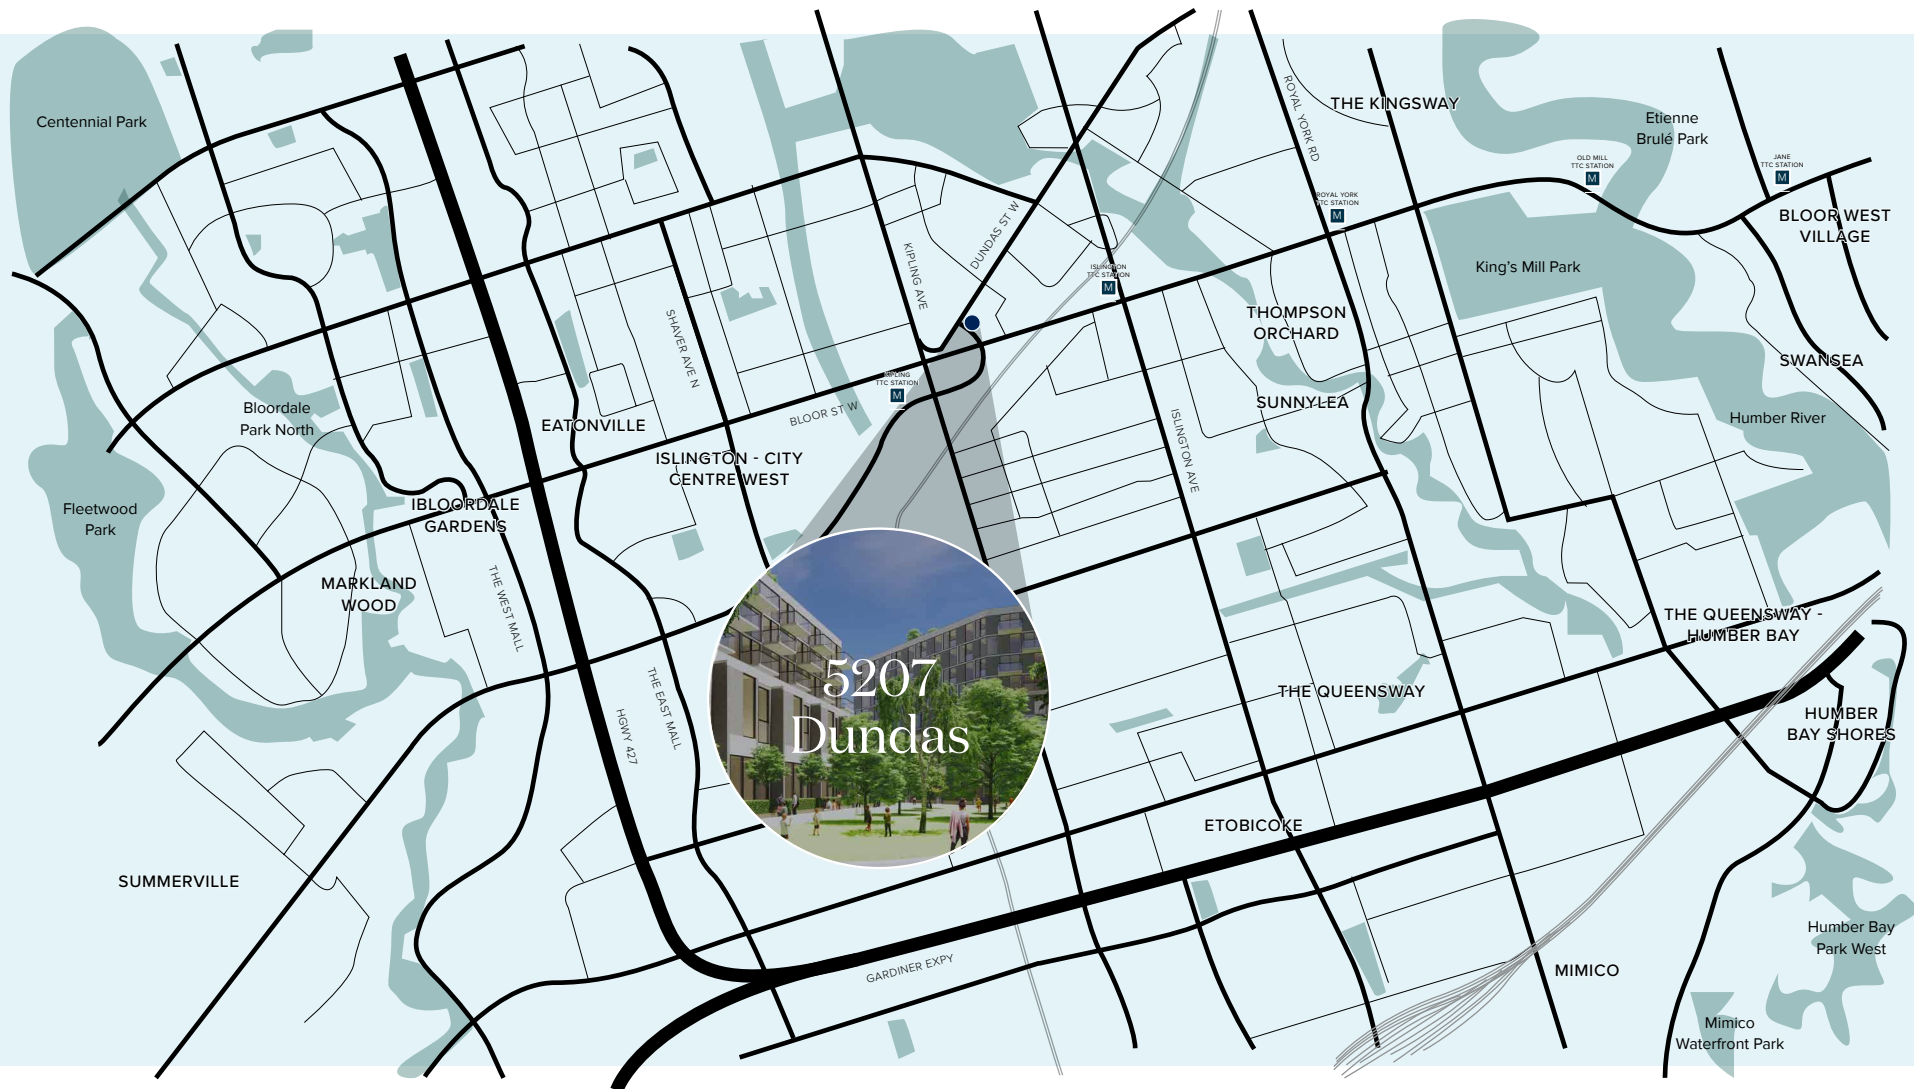 Centennial Park
THE KINGSWAY
ROYAL YORK RD
Etienne
Brulé Park
OLD MILL
TTC STATION
M
JANE
TTC STATION
M
ROYAL YORK
TTC STATION
M
BLOOR WEST
VILLAGE
DUNDAS ST W
KIPLING AVE
ISLINGTON
TTC STATION
M
King's Mill Park
THOMPSON
ORCHARD
SHAVER AVE N
SWANSEA
KIPLING
TTC STATION
M
SUNNYLEA
Bloordale
Park North
BLOOR ST W
Humber River
EATONVILLE
ISLINGTON AVE
ISLINGTON - CITY
CENTRE WEST
IBLOORDALE
GARDENS
Fleetwood
Park
MARKLAND
WOOD
THE WEST MALL
THE QUEENSWAY -
HUMBER BAY
5207
Dundas
THE QUEENSWAY
THE EAST MALL
HGWY 427
HUMBER
BAY SHORES
ETOBICOKE
SUMMERVILLE
Humber Bay
Park West
GARDINER EXPY
MIMICO
Mimico
Waterfront Park